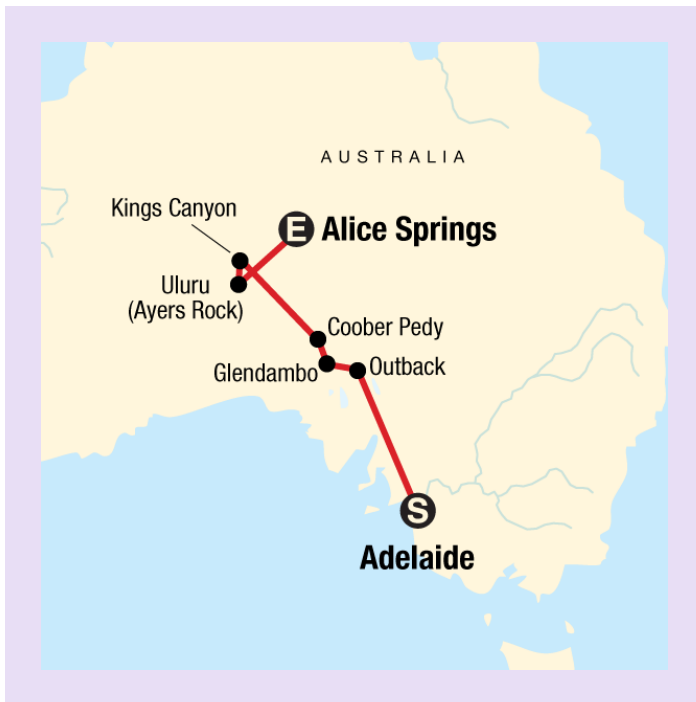 AUSTRALIA
Kings Canyon
E Alice Springs
Uluru
(Ayers Rock)
Coober Pedy
Glendambo
Outback
S
Adelaide